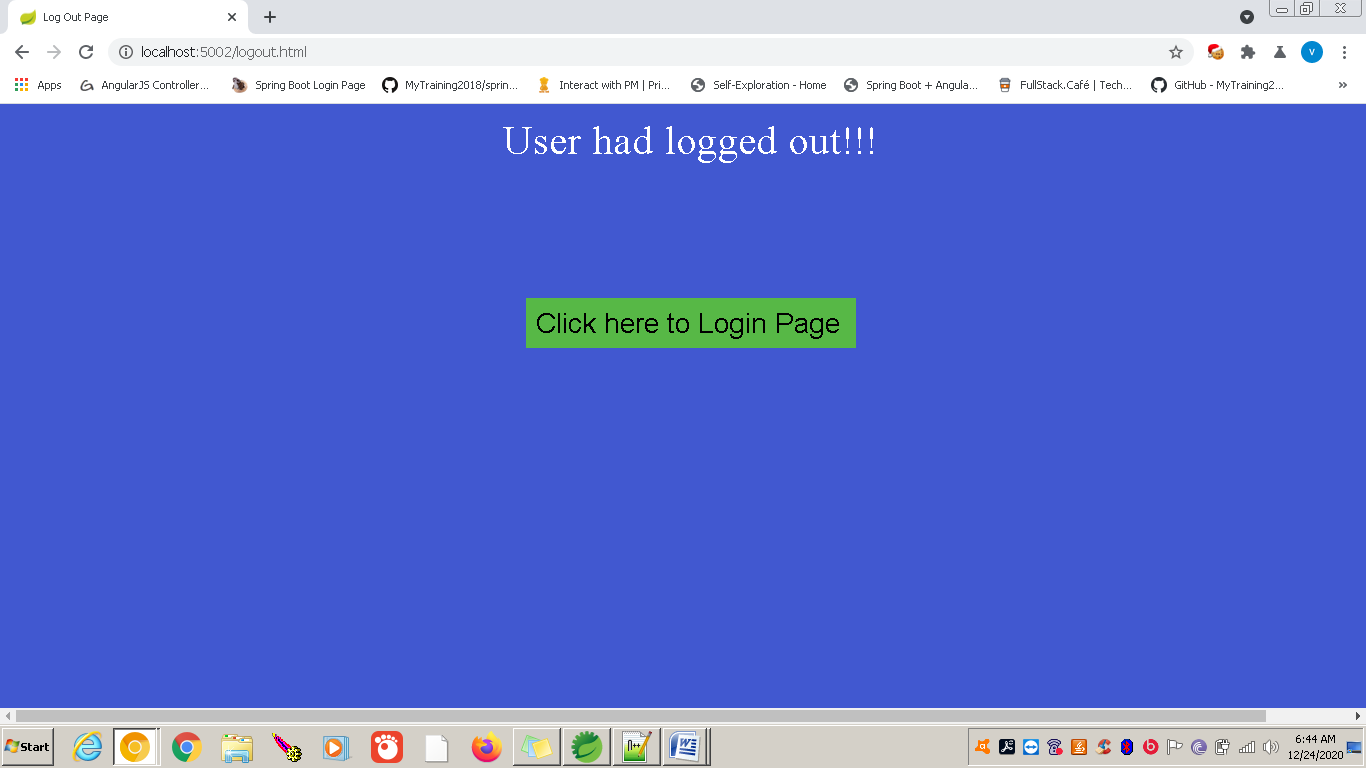 Log Out Page
localhost:5002/logout.html
V
Apps
AngularJS Controller...
Spring Boot Login Page
MyTraining2018/sprin...
Interact with PM | Pri...
Self-Exploration - Home
Spring Boot + Angula...
FullStack.Café | Tech...
GitHub - MyTraining2...
»
User had logged out!!!
Click here to Login Page
Start
6:44 AM
12/24/2020